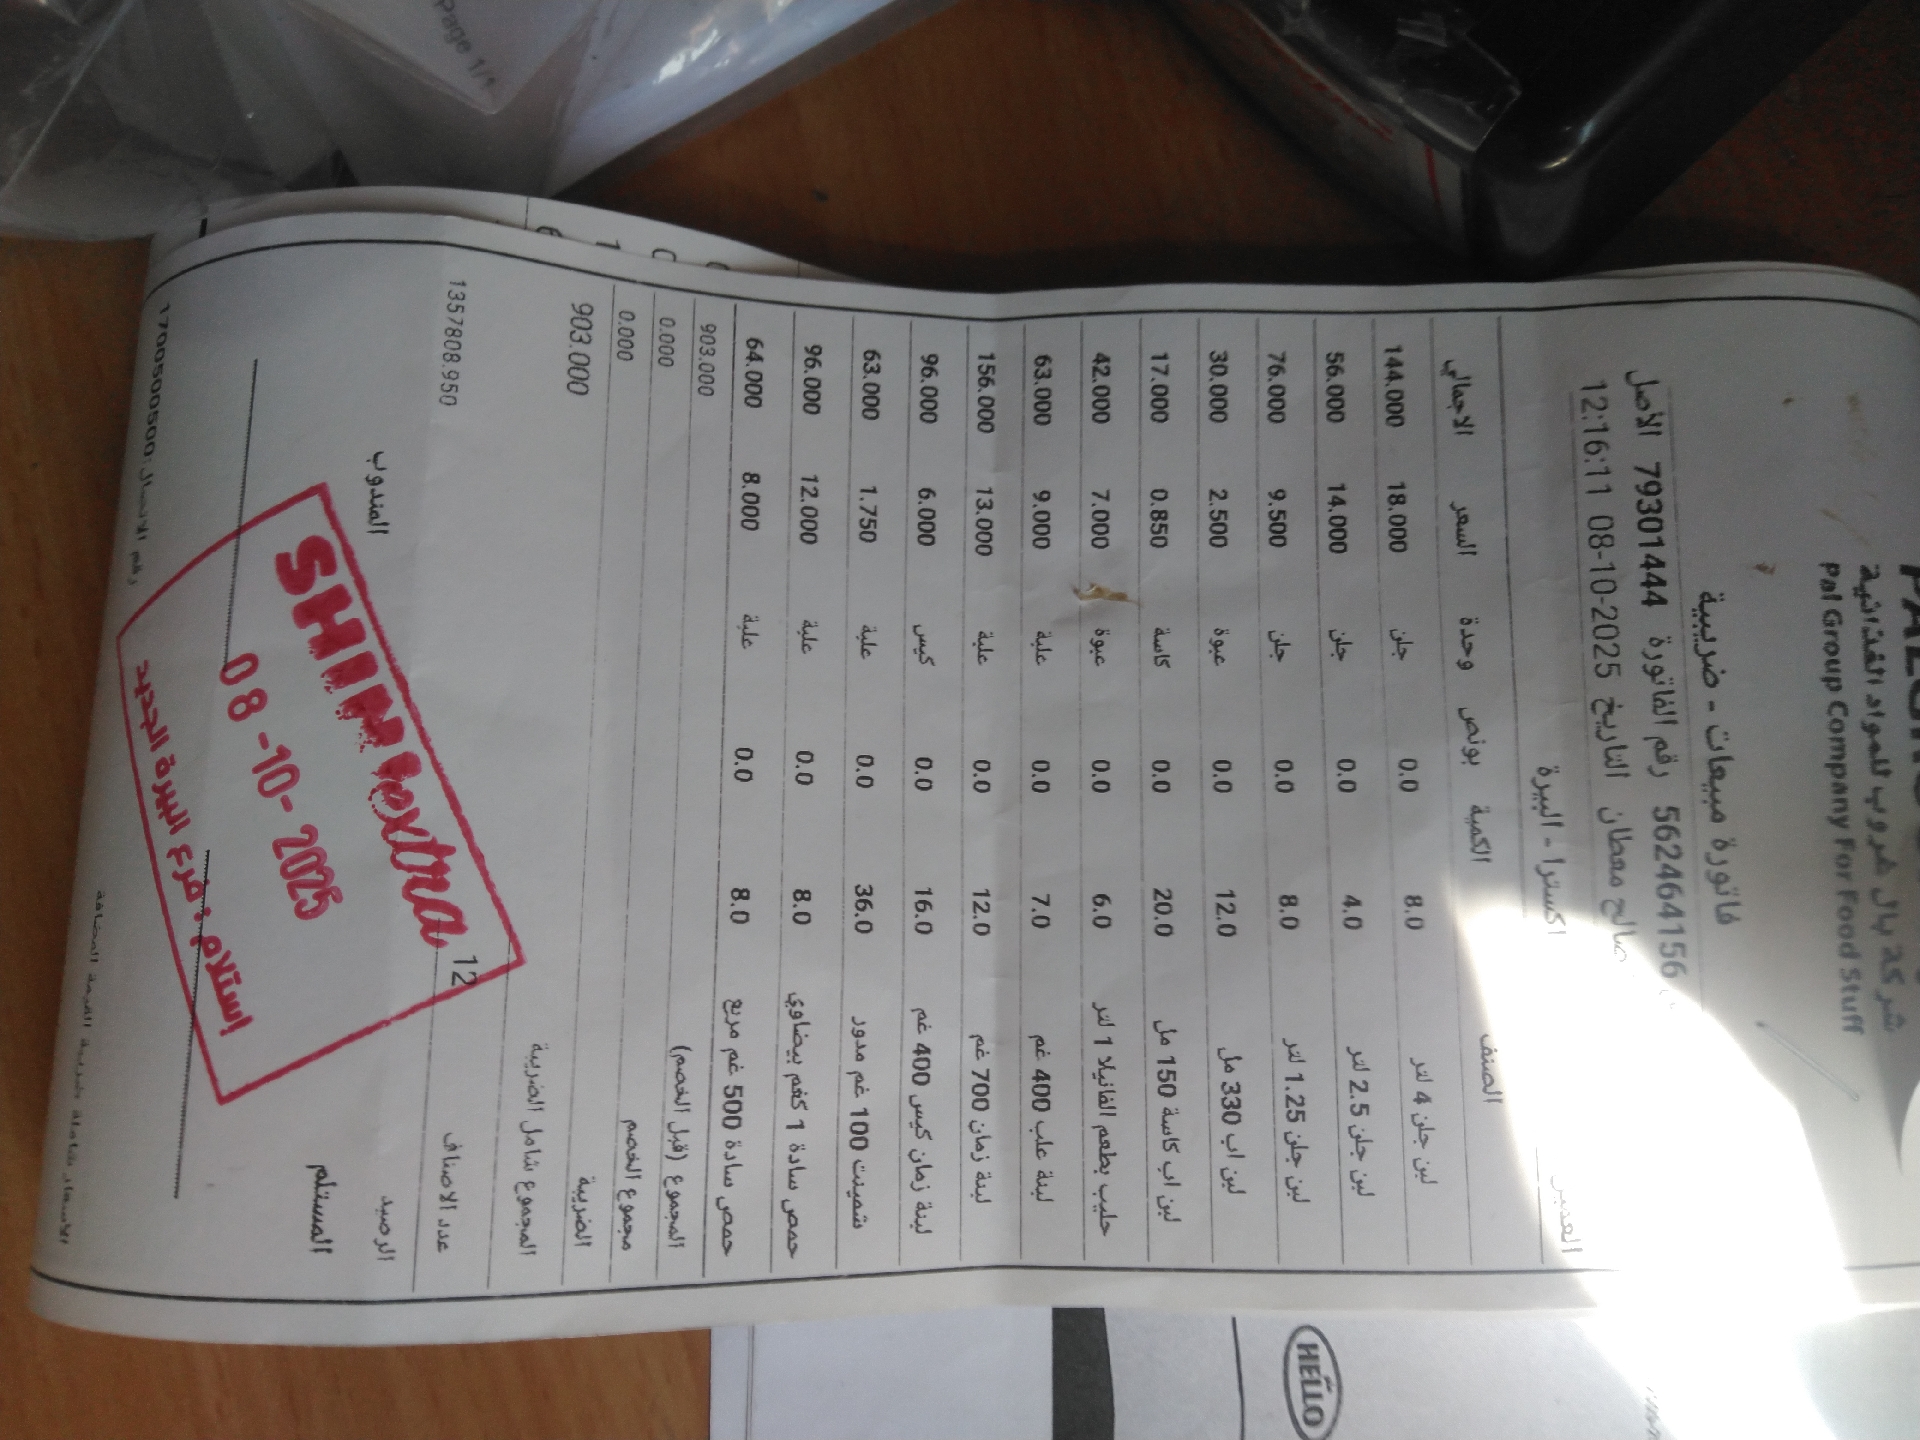 شركة بال غروب للمواد الغذائية
Pal Group Company For Food Stuff
فاتورة مبيعات - ضريبية
562464156 رقم الفاتورة 79301444 الأصل
صالح معطان التاريخ 2025-10-08 12:16:11
اكسترا - البيرة
الصنف الكمية بونص وحدة السعر الاجمالي
لبن جلن 4 لتر 8.0 0.0 جلن 18.000 144.000
لبن جلن 2.5 لتر 4.0 0.0 جلن 14.000 56.000
لبن جلن 1.25 لتر 8.0 0.0 جلن 9.500 76.000
لبن اب 330 مل 12.0 0.0 عبوة 2.500 30.000
لبن اب كاسة 150 مل 20.0 0.0 كاسة 0.850 17.000
حليب بطعم الفانيلا 1 لتر 6.0 0.0 عبوة 7.000 42.000
لبنة علب 400 غم 7.0 0.0 علبة 9.000 63.000
لبنة زمان 700 غم 12.0 0.0 علبة 13.000 156.000
لبنة زمان كيس 400 غم 16.0 0.0 كيس 6.000 96.000
شمينت 100 غم مدور 36.0 0.0 علبة 1.750 63.000
حمص سادة 1 كغم بيضاوي 8.0 0.0 علبة 12.000 96.000
حمص سادة 500 غم مربع 8.0 0.0 علبة 8.000 64.000
المجموع (قبل الخصم) 903.000
مجموع الخصم 0.000
الضريبة 0.000
المجموع شامل الضريبة 903.000
عدد الاصناف 12
الرصيد 1357808.950
المستلم المندوب
SHINI extra
08-10-2025
استلام: فرع البيرة الجديد
الاسعار شاملة ضريبة القيمة المضافة رقم الاتصال: 1700500500
page 1/1
HELLO